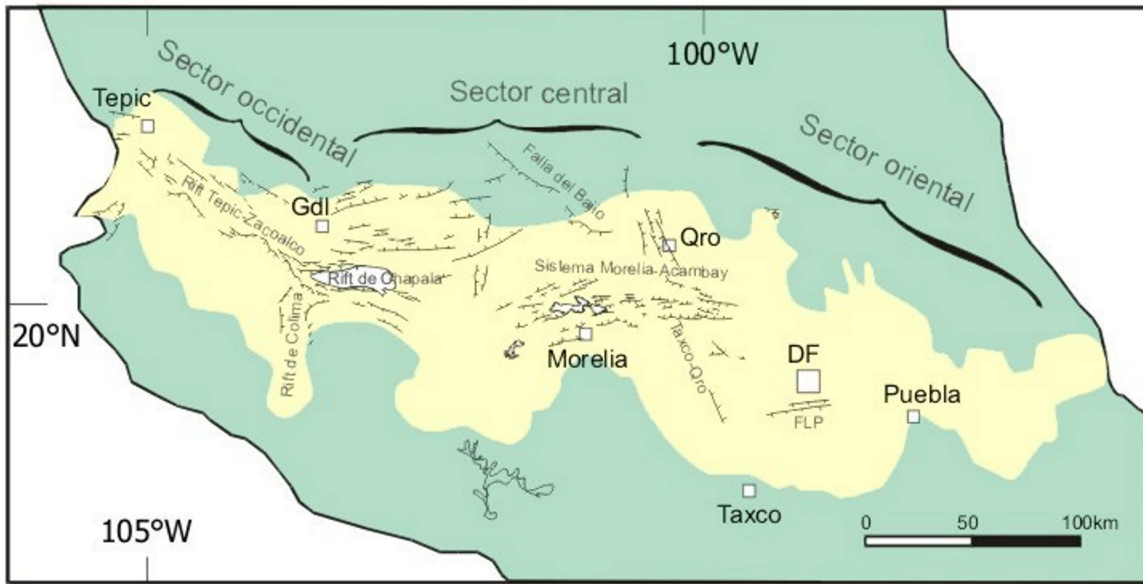 100°W
Sector occidental
Sector central
Sector oriental
Tepic
Falla del Bajio
Rift Tepic-Zacoalco
Gdl
Qro
Rift de Chapala
Sistema Morelia-Acambay
20°N
Rift de Colima
Morelia
Taxco-Qro
DF
Puebla
FLP
Taxco
105°W
0 50 100km